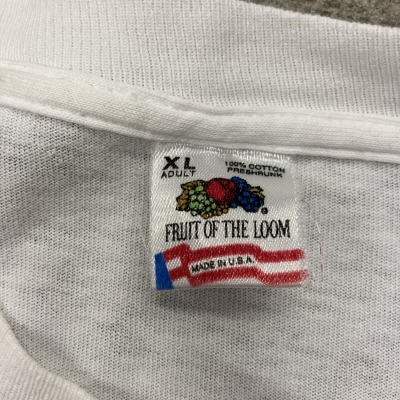 XL
ADULT
100% COTTON
PRESHRUNK
®
FRUIT OF THE LOOM
MADE IN U.S.A.